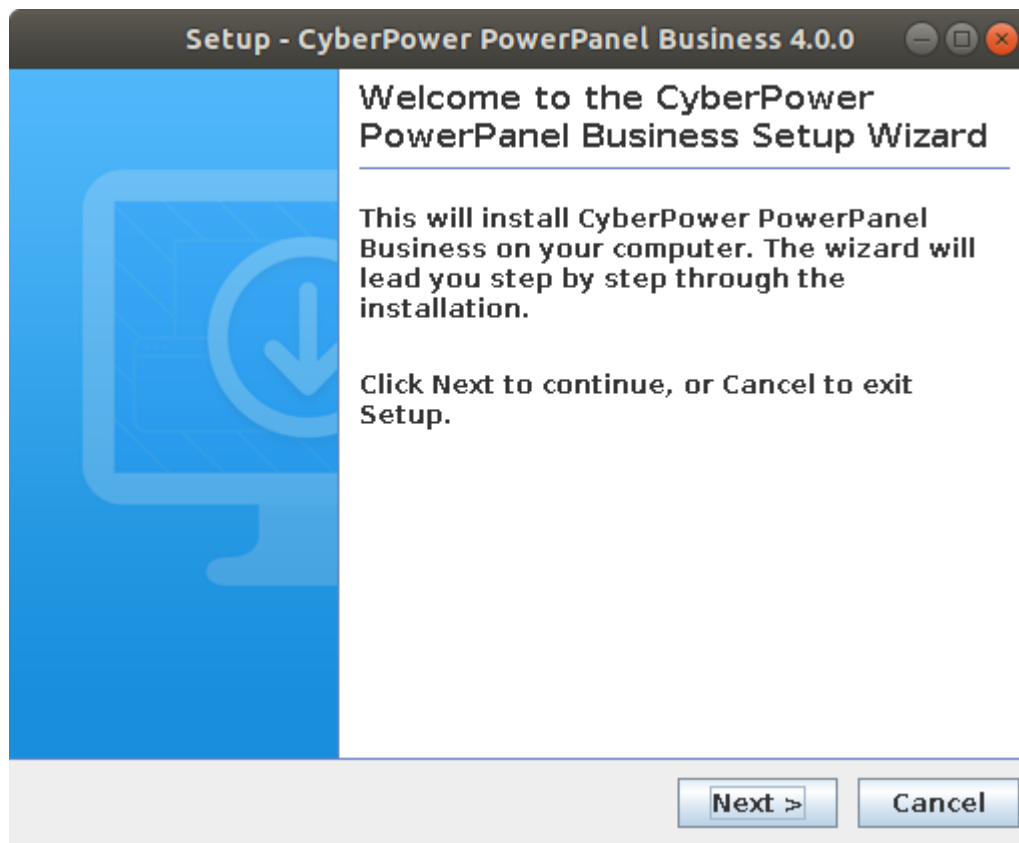 Setup - CyberPower PowerPanel Business 4.0.0
Welcome to the CyberPower
PowerPanel Business Setup Wizard
This will install CyberPower PowerPanel
Business on your computer. The wizard will
lead you step by step through the
installation.
Click Next to continue, or Cancel to exit
Setup.
Next >
Cancel